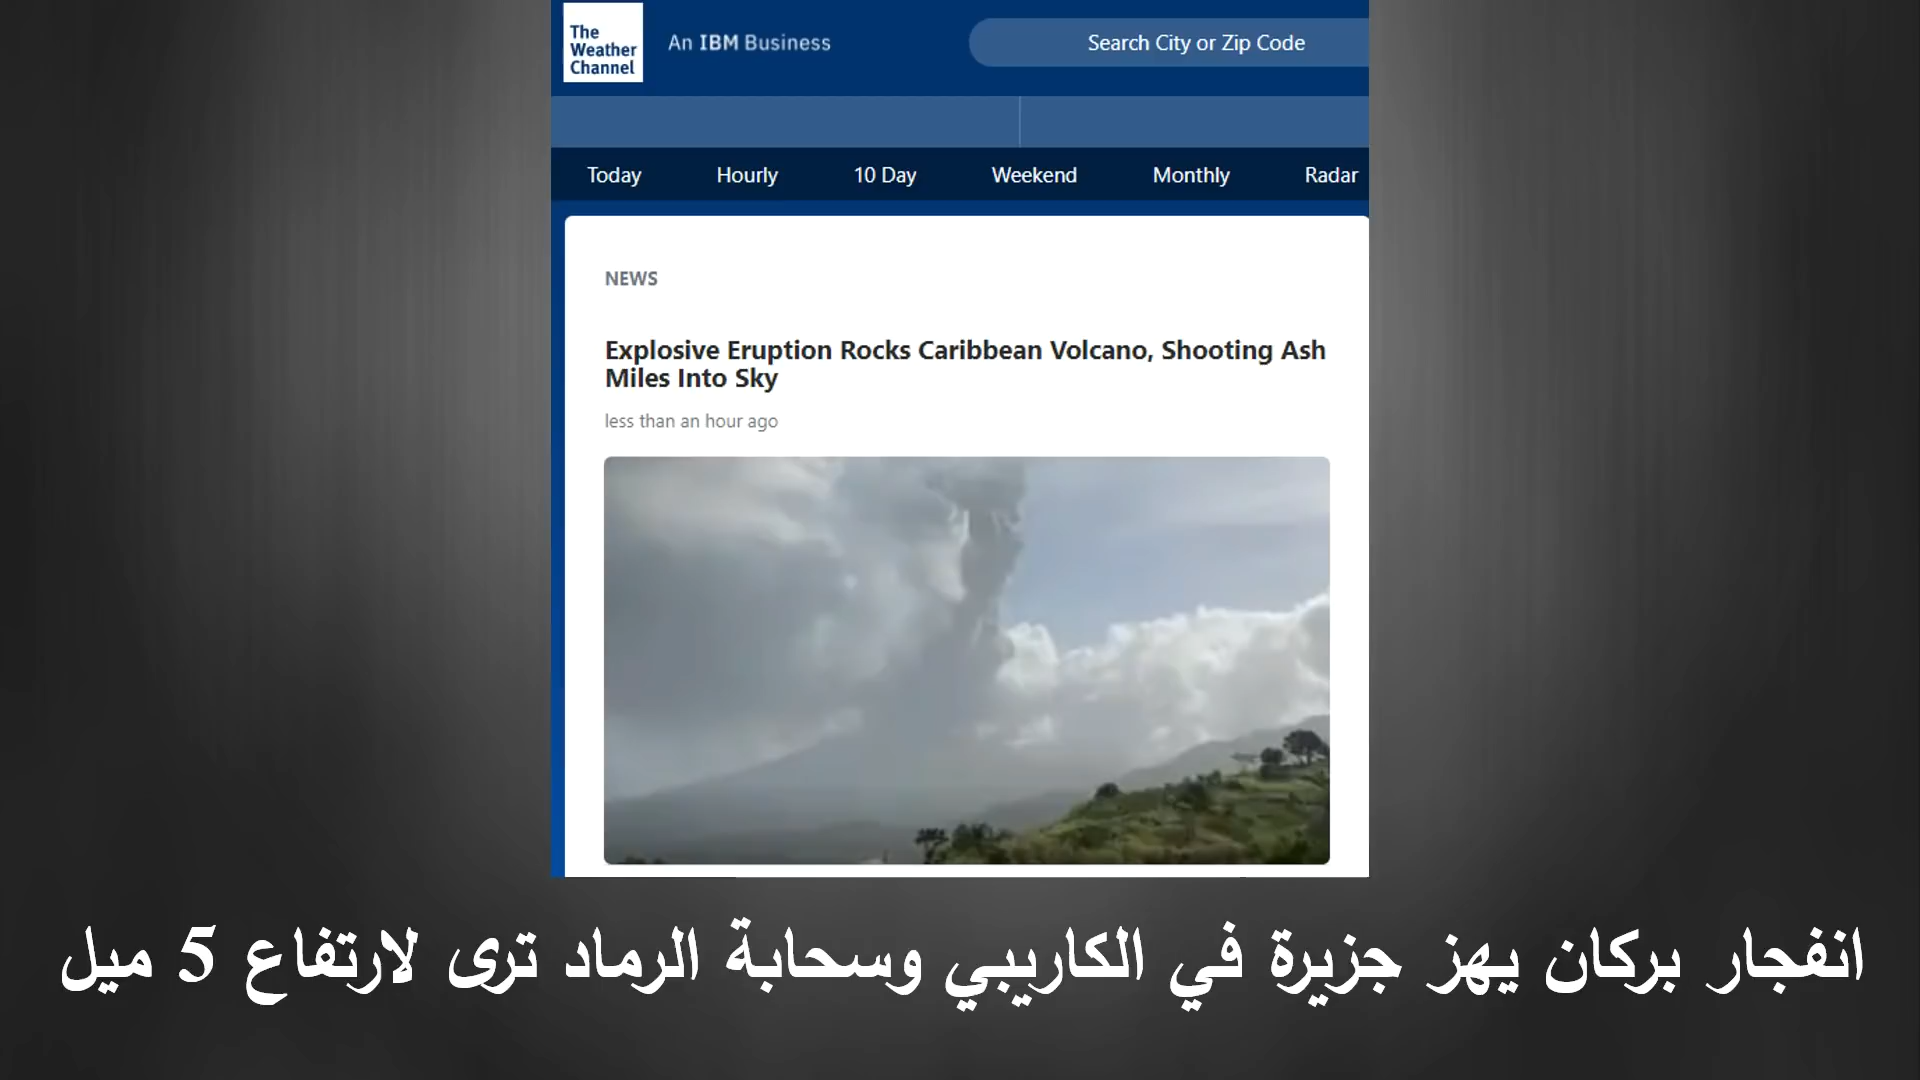 The
Weather
Channel
An IBM Business
Search City or Zip Code
Today
Hourly
10 Day
Weekend
Monthly
Radar
NEWS
Explosive Eruption Rocks Caribbean Volcano, Shooting Ash
Miles Into Sky
less than an hour ago
انفجار بركان يهز جزيرة في الكاريبي وسحابة الرماد ترى لارتفاع 5 ميل